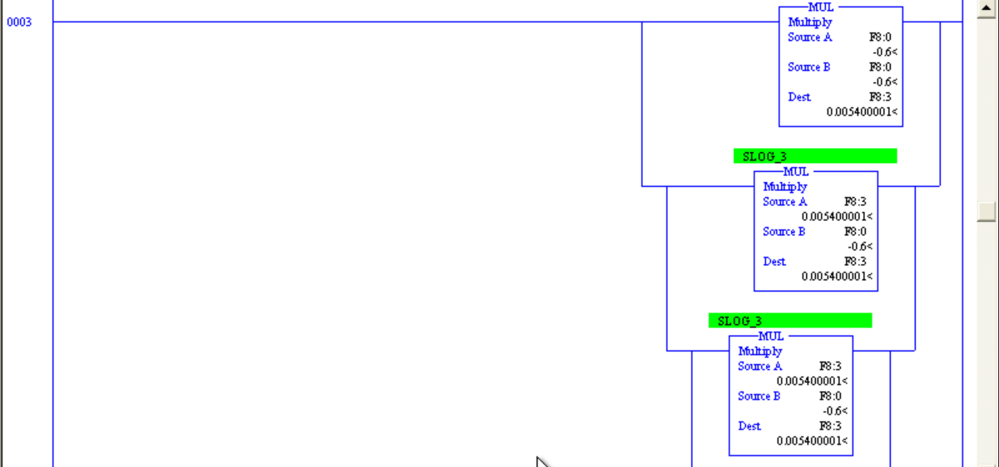 MUL
0003
Multiply
Source A F8:0
-0.6<
Source B F8:0
-0.6<
Dest F8:3
0.005400001<
SLOG_3
MUL
Multiply
Source A F8:3
0.005400001<
Source B F8:0
-0.6<
Dest F8:3
0.005400001<
SLOG_3
MUL
Multiply
Source A F8:3
0.005400001<
Source B F8:0
-0.6<
Dest F8:3
0.005400001<